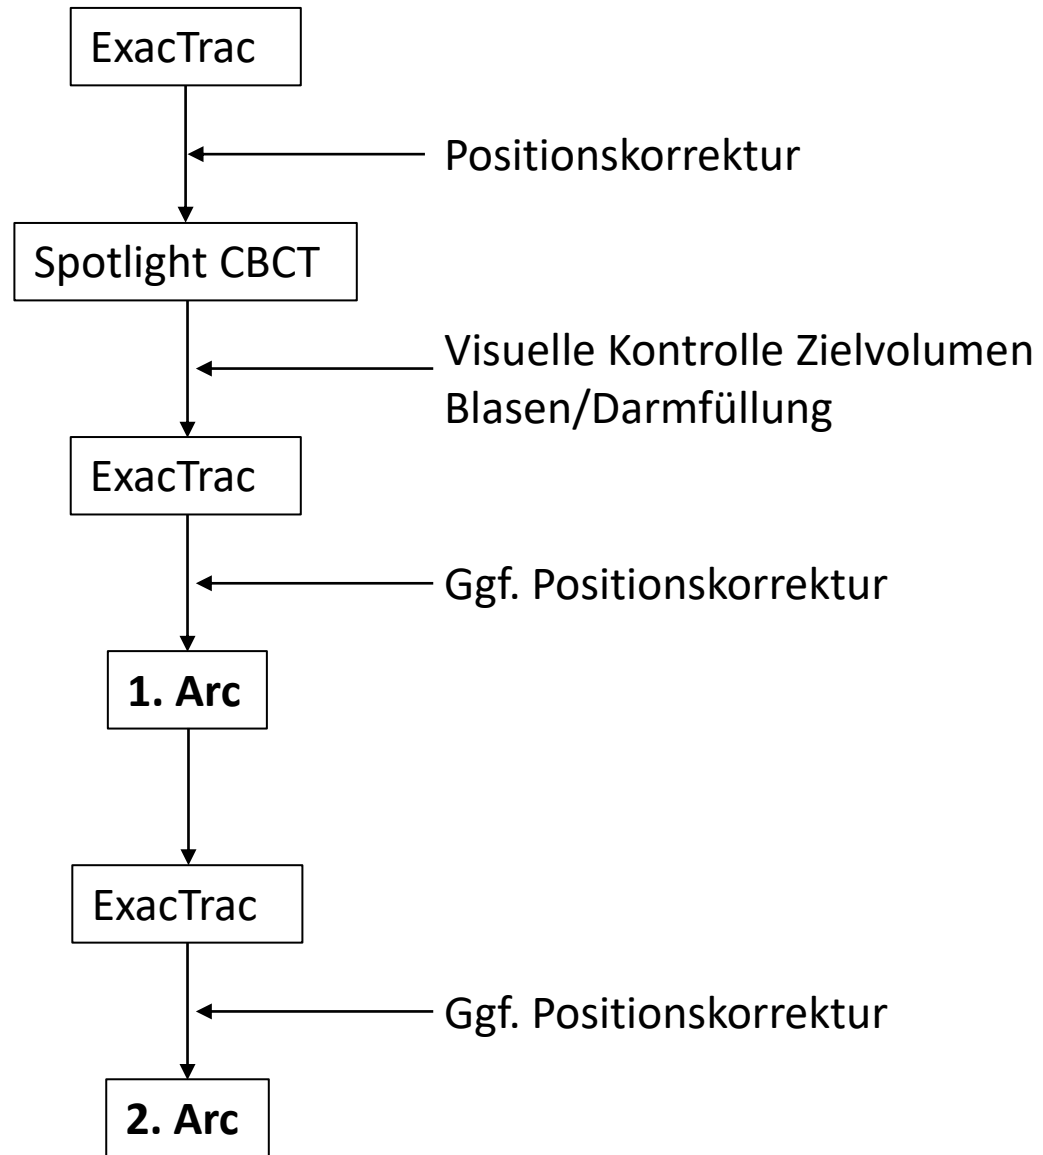 ExacTrac
Positionskorrektur
Spotlight CBCT
Visuelle Kontrolle Zielvolumen
Blasen/Darmfüllung
ExacTrac
Ggf. Positionskorrektur
1. Arc
ExacTrac
Ggf. Positionskorrektur
2. Arc